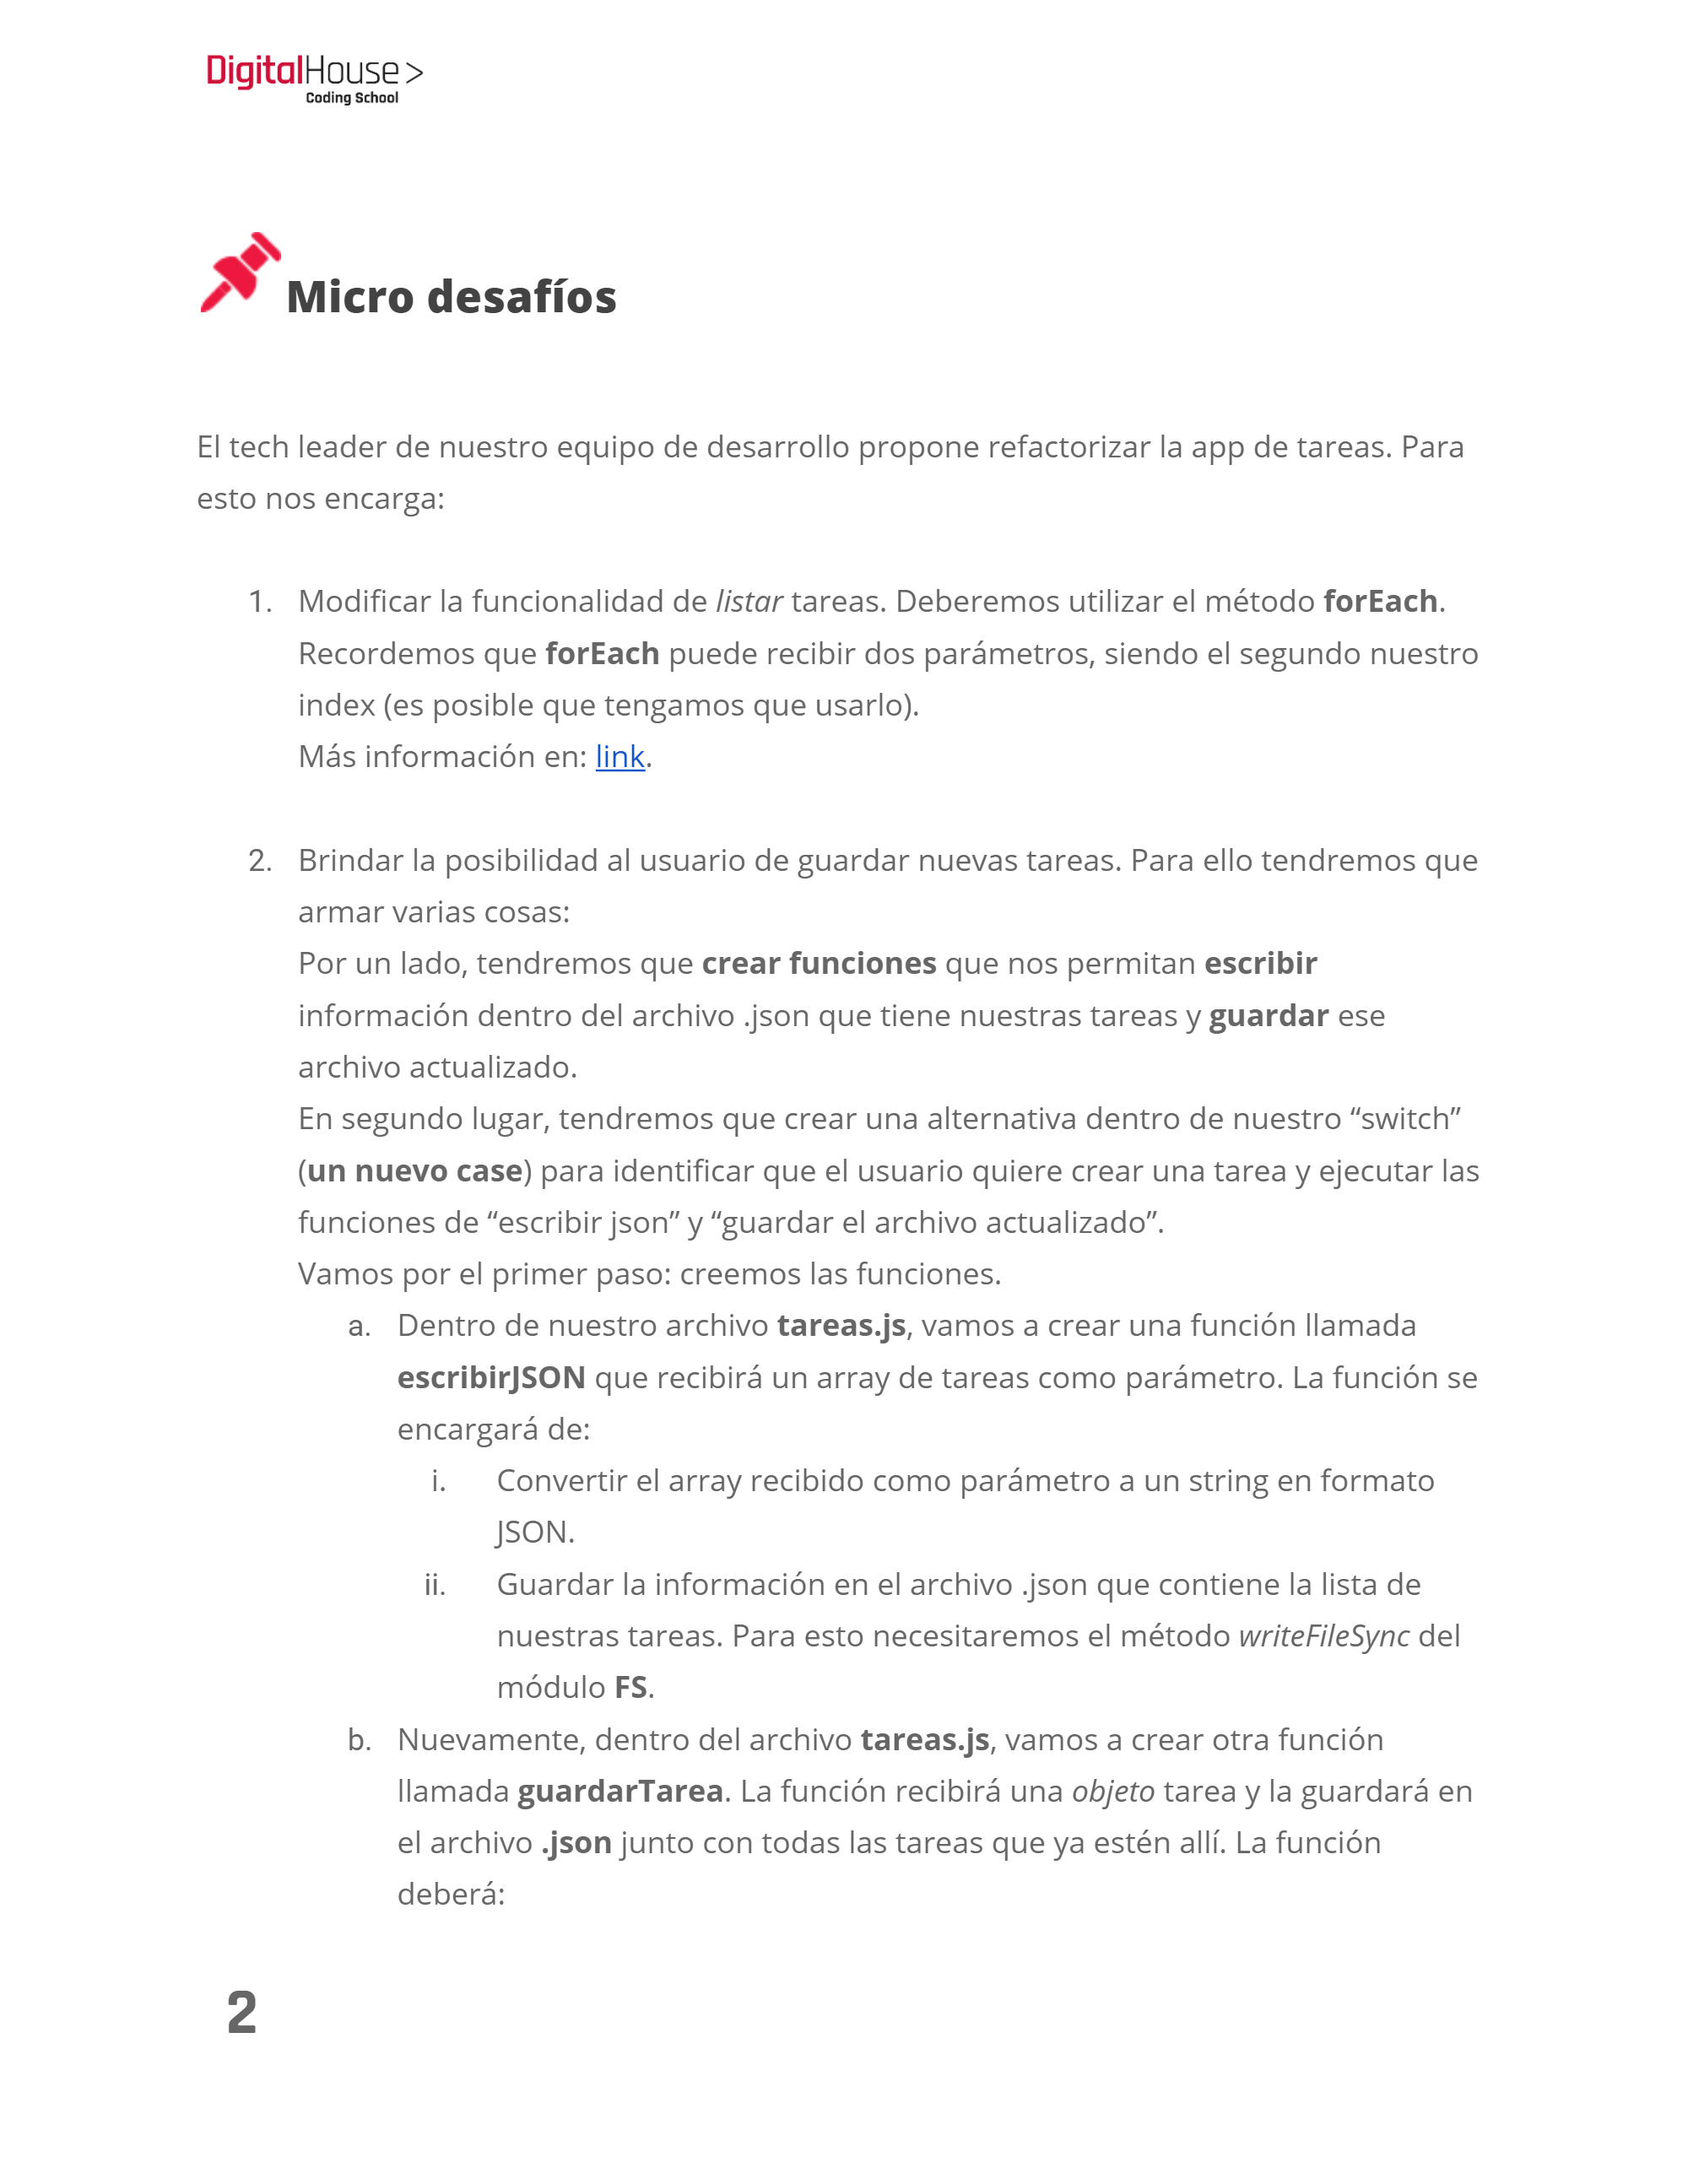 DigitalHouse >
Coding School
Micro desafíos
El tech leader de nuestro equipo de desarrollo propone refactorizar la app de tareas. Para
esto nos encarga:
1. Modificar la funcionalidad de listar tareas. Deberemos utilizar el método forEach.
Recordemos que forEach puede recibir dos parámetros, siendo el segundo nuestro
index (es posible que tengamos que usarlo).
Más información en: link.
2. Brindar la posibilidad al usuario de guardar nuevas tareas. Para ello tendremos que
armar varias cosas:
Por un lado, tendremos que crear funciones que nos permitan escribir
información dentro del archivo .json que tiene nuestras tareas y guardar ese
archivo actualizado.
En segundo lugar, tendremos que crear una alternativa dentro de nuestro “switch”
(un nuevo case) para identificar que el usuario quiere crear una tarea y ejecutar las
funciones de “escribir json” y “guardar el archivo actualizado”.
Vamos por el primer paso: creemos las funciones.
a. Dentro de nuestro archivo tareas.js, vamos a crear una función llamada
escribirJSON que recibirá un array de tareas como parámetro. La función se
encargará de:
i. Convertir el array recibido como parámetro a un string en formato
JSON.
ii. Guardar la información en el archivo .json que contiene la lista de
nuestras tareas. Para esto necesitaremos el método writeFileSync del
módulo FS.
b. Nuevamente, dentro del archivo tareas.js, vamos a crear otra función
llamada guardarTarea. La función recibirá una objeto tarea y la guardará en
el archivo .json junto con todas las tareas que ya estén allí. La función
deberá:
2